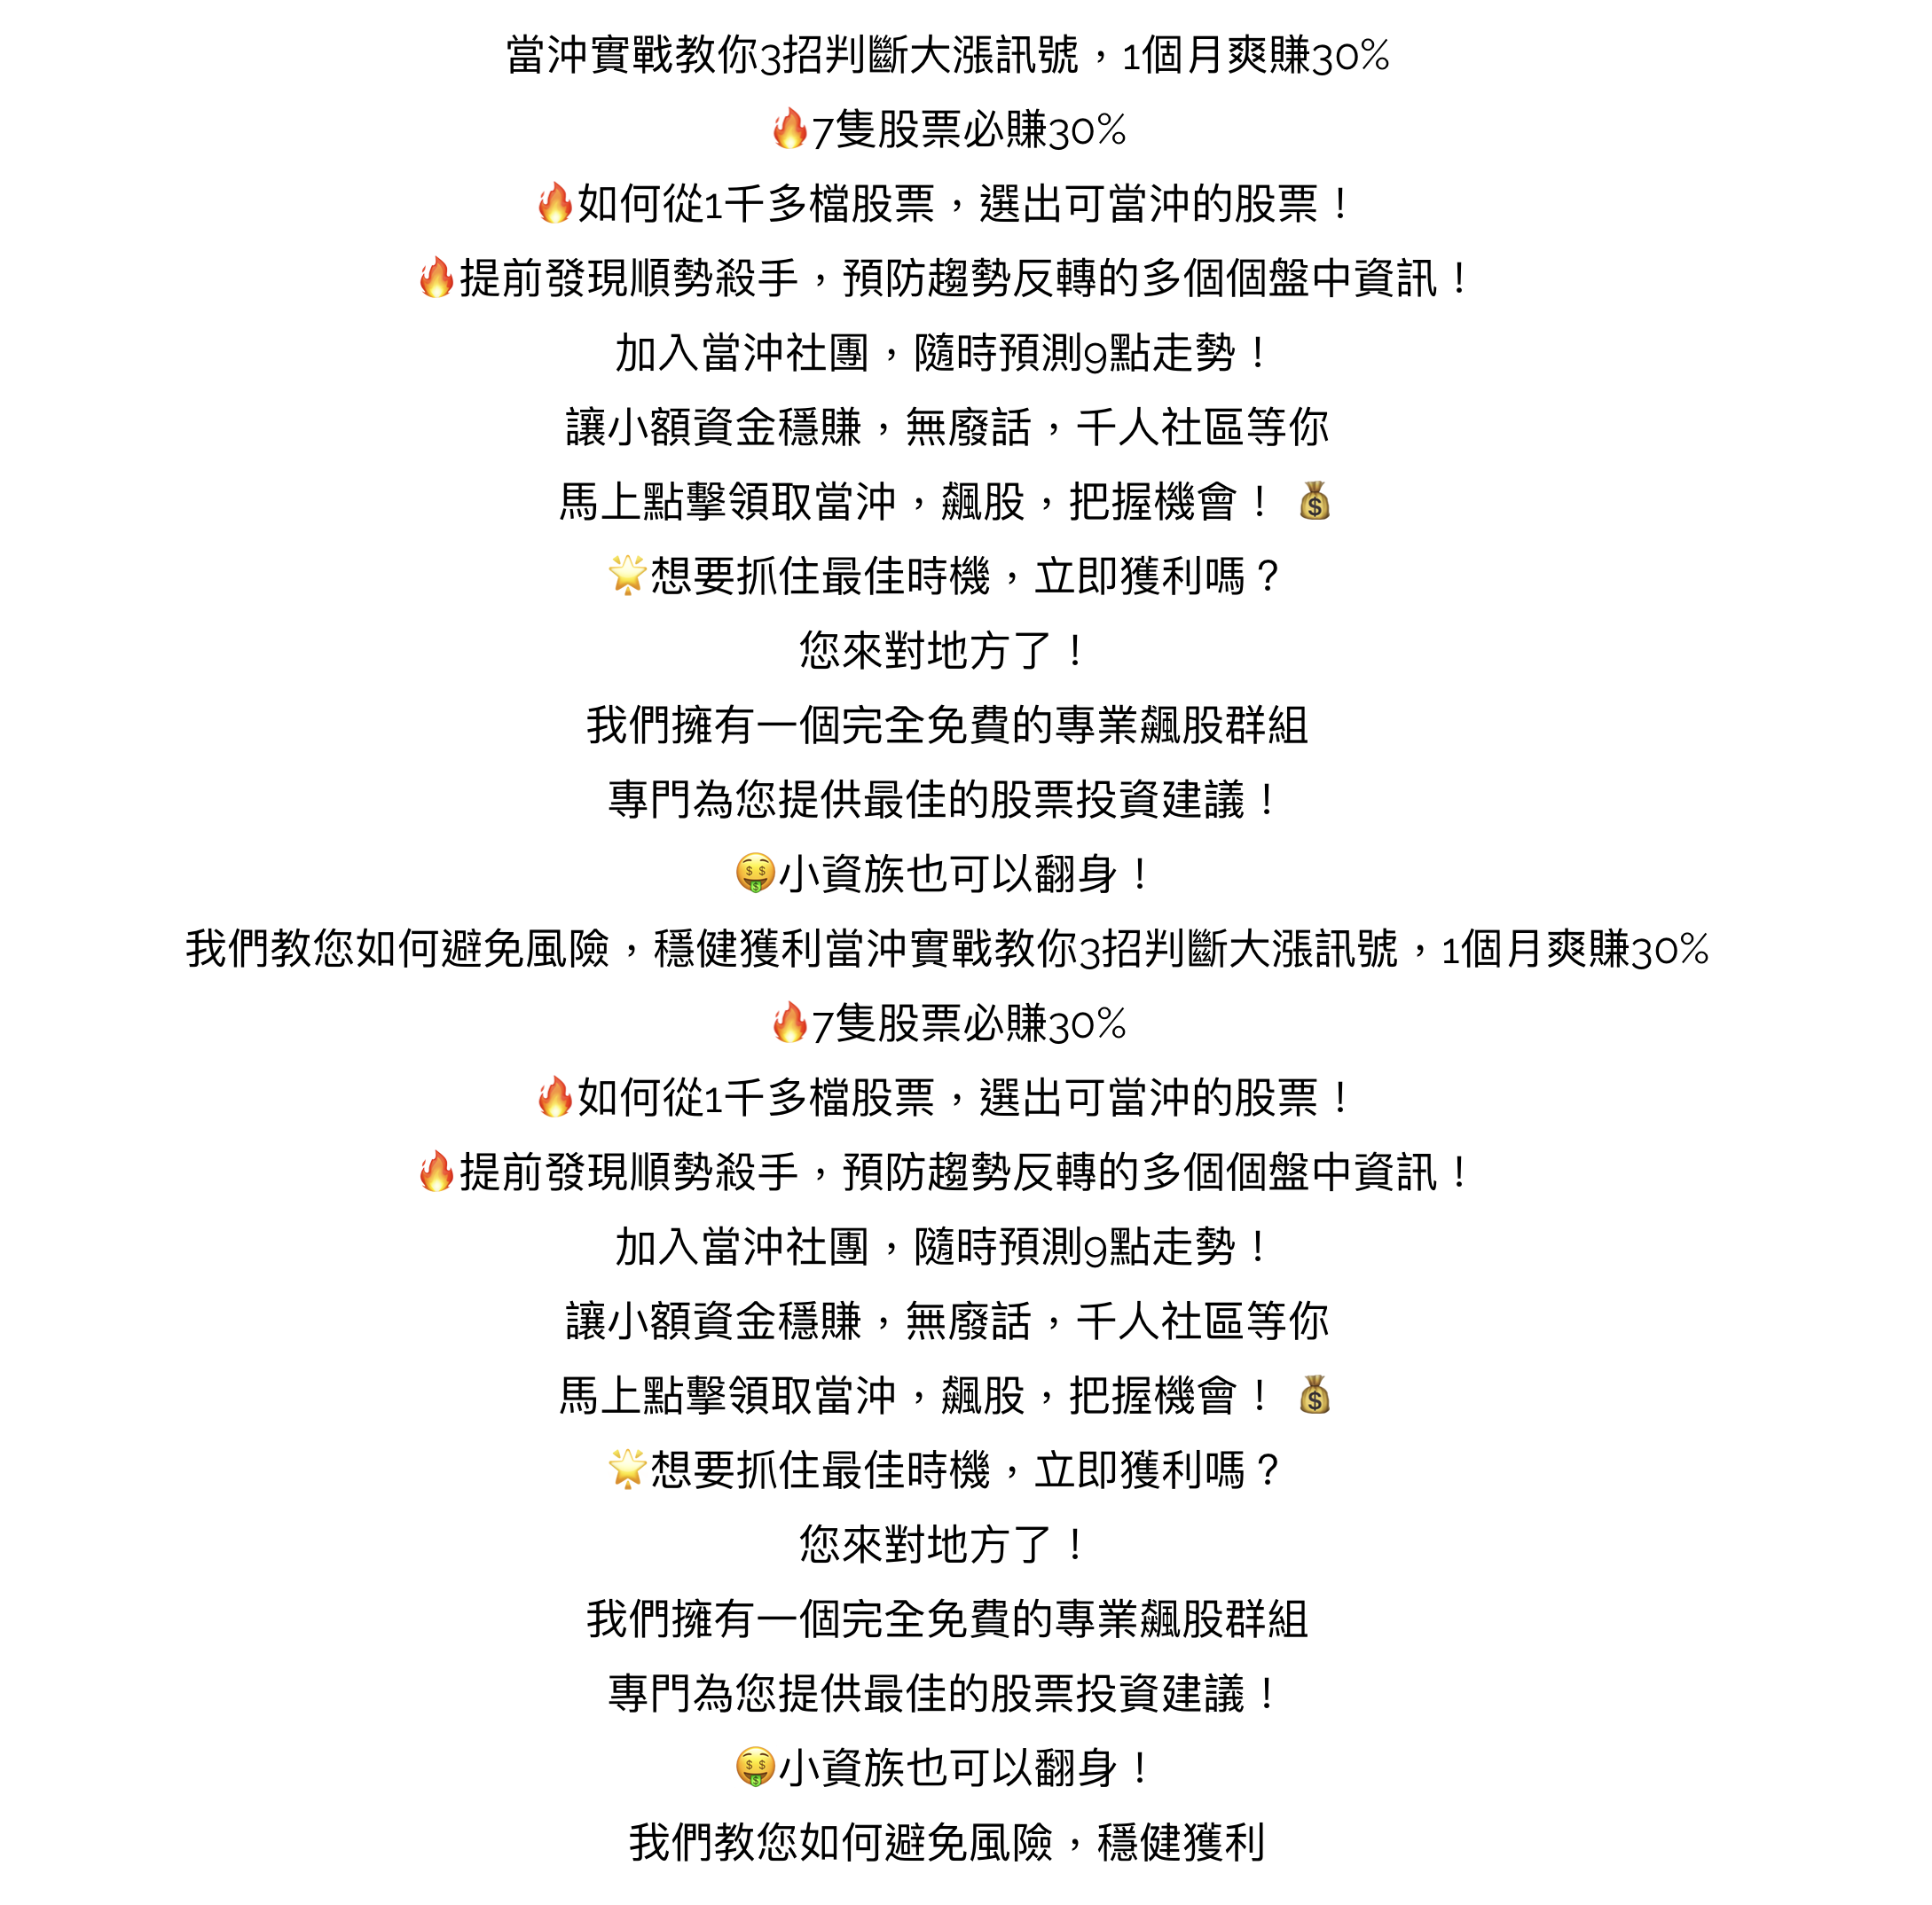 當沖實戰教你3招判斷大漲訊號，1個月爽賺30%
🔥7隻股票必賺30%
🔥如何從1千多檔股票，選出可當沖的股票！
🔥提前發現順勢殺手，預防趨勢反轉的多個個盤中資訊！
加入當沖社團，隨時預測9點走勢！
讓小額資金穩賺，無廢話，千人社區等你
馬上點擊領取當沖，飆股，把握機會！ 💰
🌟想要抓住最佳時機，立即獲利嗎？
您來對地方了！
我們擁有一個完全免費的專業飆股群組
專門為您提供最佳的股票投資建議！
🤑小資族也可以翻身！
我們教您如何避免風險，穩健獲利當沖實戰教你3招判斷大漲訊號，1個月爽賺30%
🔥7隻股票必賺30%
🔥如何從1千多檔股票，選出可當沖的股票！
🔥提前發現順勢殺手，預防趨勢反轉的多個個盤中資訊！
加入當沖社團，隨時預測9點走勢！
讓小額資金穩賺，無廢話，千人社區等你
馬上點擊領取當沖，飆股，把握機會！ 💰
🌟想要抓住最佳時機，立即獲利嗎？
您來對地方了！
我們擁有一個完全免費的專業飆股群組
專門為您提供最佳的股票投資建議！
🤑小資族也可以翻身！
我們教您如何避免風險，穩健獲利